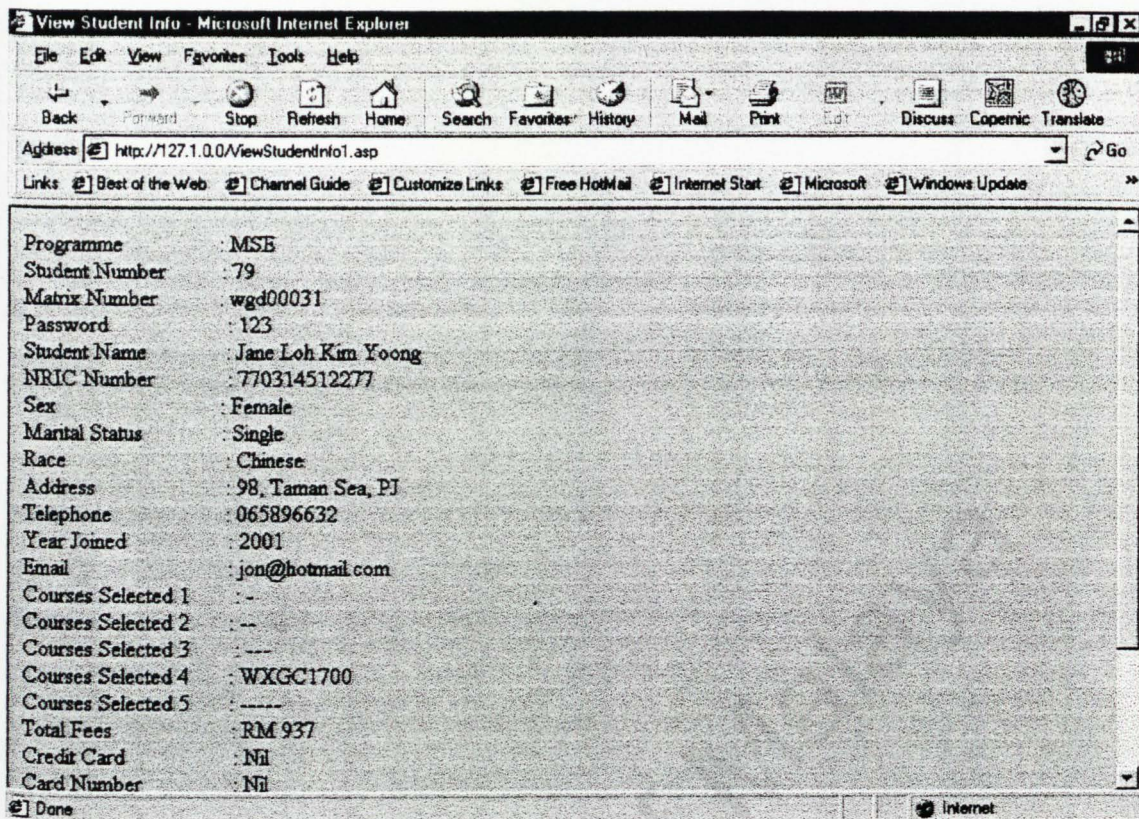 View Student Info - Microsoft Internet Explorer
File Edit View Favorites Tools Help
Back Forward Stop Refresh Home Search Favorites History Mail Print Edit Discuss Copernic Translate
Address http://127.1.0.0/ViewStudentInfo1.asp Go
Links Best of the Web Channel Guide Customize Links Free HotMail Internet Start Microsoft Windows Update »
Programme : MSE
Student Number : 79
Matrix Number : wgd00031
Password : 123
Student Name : Jane Loh Kim Yoong
NRIC Number : 770314512277
Sex : Female
Marital Status : Single
Race : Chinese
Address : 98, Taman Sea, PJ
Telephone : 065896632
Year Joined : 2001
Email : jon@hotmail.com
Courses Selected 1 : -
Courses Selected 2 : --
Courses Selected 3 : ---
Courses Selected 4 : WXGC1700
Courses Selected 5 : -----
Total Fees : RM 937
Credit Card : Nil
Card Number : Nil
Done Internet